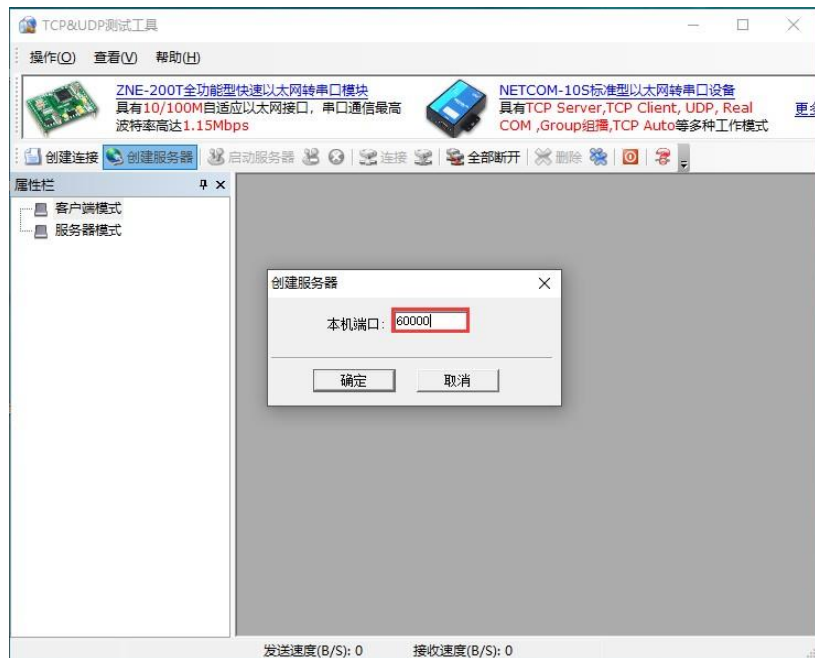 TCP&UDP测试工具
操作(O) 查看(V) 帮助(H)
ZNE-200T全功能型快速以太网转串口模块
具有10/100M自适应以太网接口，串口通信最高
波特率高达1.15Mbps
NETCOM-10S标准型以太网转串口设备
具有TCP Server,TCP Client, UDP, Real
COM ,Group组播,TCP Auto等多种工作模式
创建连接 创建服务器 启动服务器 连接 全部断开 删除
属性栏
客户端模式
服务器模式
创建服务器
本机端口: 60000
确定 取消
发送速度(B/S): 0 接收速度(B/S): 0